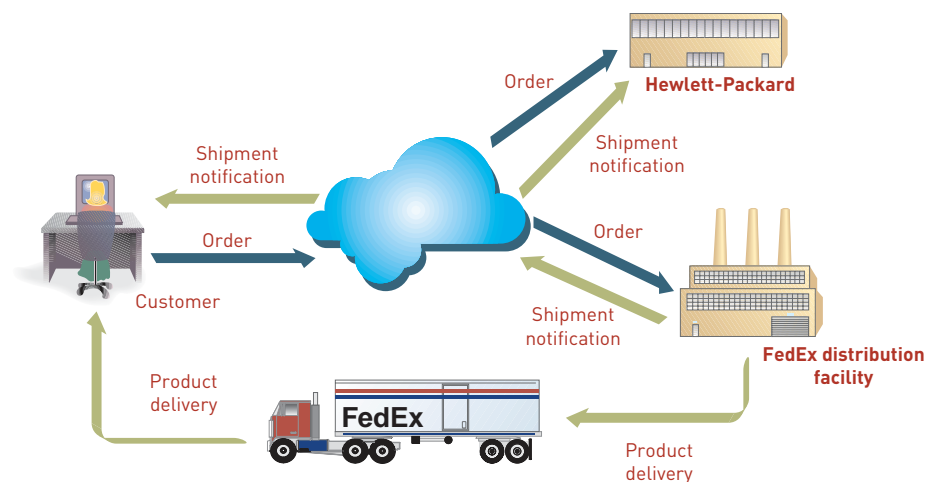 Order
Hewlett-Packard
Shipment
notification
Shipment
notification
Order
Order
Customer
Shipment
notification
FedEx distribution
facility
Product
delivery
FedEx
Product
delivery